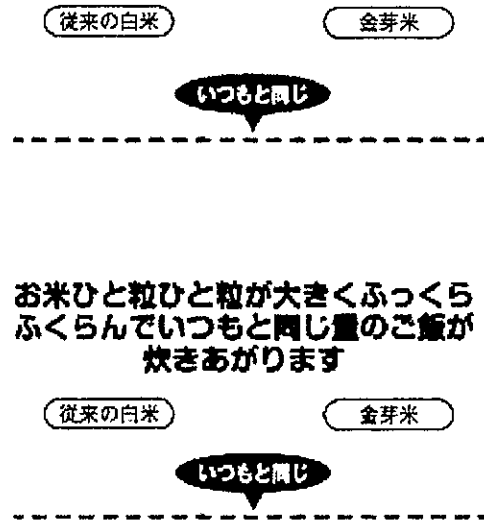 従来の白米 金芽米
いつもと同じ
お米ひと粒ひと粒が大きくふっくら
ふくらんでいつもと同じ量のご飯が
炊きあがります
従来の白米 金芽米
いつもと同じ